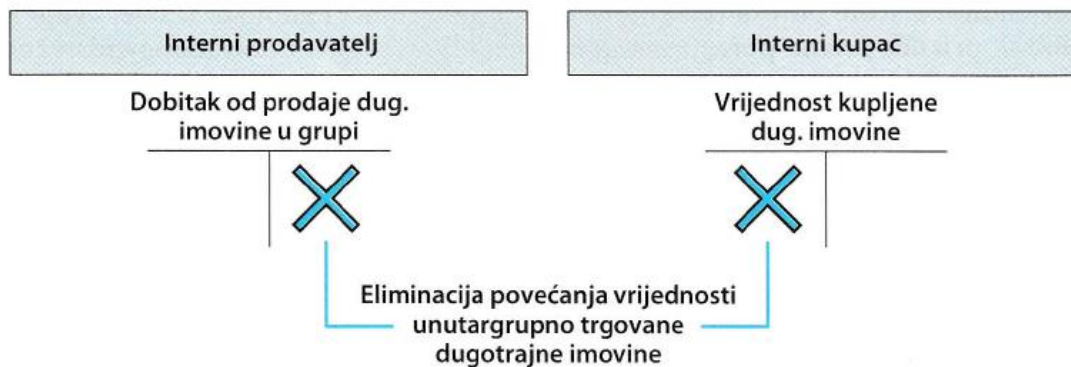 Interni prodavatelj
Interni kupac
Dobitak od prodaje dug.
imovine u grupi
Vrijednost kupljene
dug. imovine
Eliminacija povećanja vrijednosti
unutargrupno trgovane
dugotrajne imovine